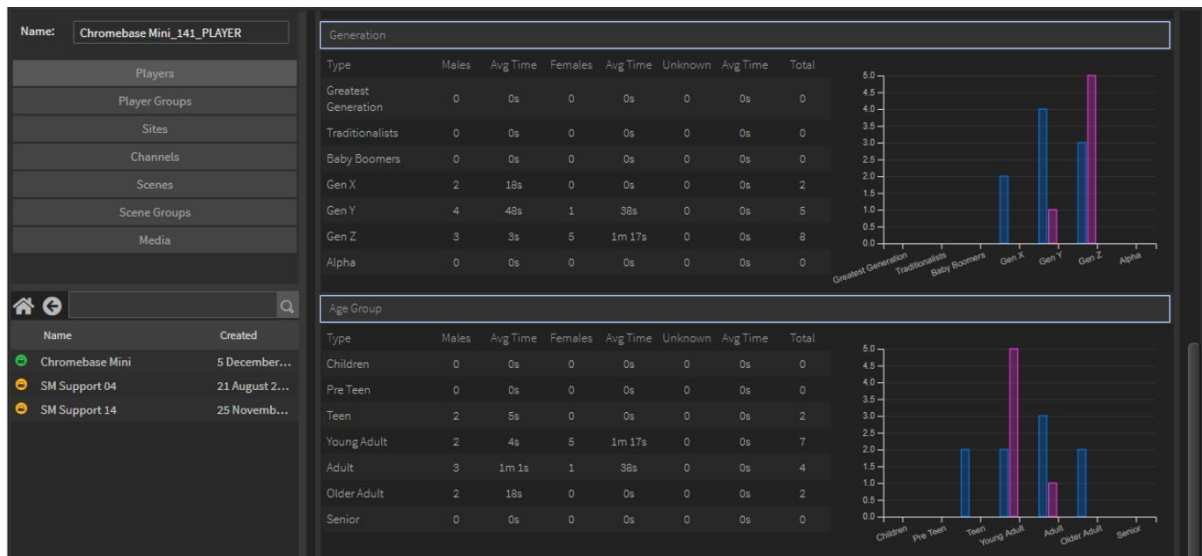 Name: Chromebase Mini_141_PLAYER
Players
Player Groups
Sites
Channels
Scenes
Scene Groups
Media
Name Created
Chromebase Mini 5 December...
SM Support 04 21 August 2...
SM Support 14 25 Novemb...
Generation
Type Males Avg Time Females Avg Time Unknown Avg Time Total
Greatest
Generation 0 0s 0 0s 0 0s 0
Traditionalists 0 0s 0 0s 0 0s 0
Baby Boomers 0 0s 0 0s 0 0s 0
Gen X 2 18s 0 0s 0 0s 2
Gen Y 4 48s 1 38s 0 0s 5
Gen Z 3 3s 5 1m 17s 0 0s 8
Alpha 0 0s 0 0s 0 0s 0
5.0
4.5
4.0
3.5
3.0
2.5
2.0
1.5
1.0
0.5
0.0
Greatest Generation Traditionalists Baby Boomers Gen X Gen Y Gen Z Alpha
Age Group
Type Males Avg Time Females Avg Time Unknown Avg Time Total
Children 0 0s 0 0s 0 0s 0
Pre Teen 0 0s 0 0s 0 0s 0
Teen 2 5s 0 0s 0 0s 2
Young Adult 2 4s 5 1m 17s 0 0s 7
Adult 3 1m 1s 1 38s 0 0s 4
Older Adult 2 18s 0 0s 0 0s 2
Senior 0 0s 0 0s 0 0s 0
5.0
4.5
4.0
3.5
3.0
2.5
2.0
1.5
1.0
0.5
0.0
Children Pre Teen Teen Young Adult Adult Older Adult Senior